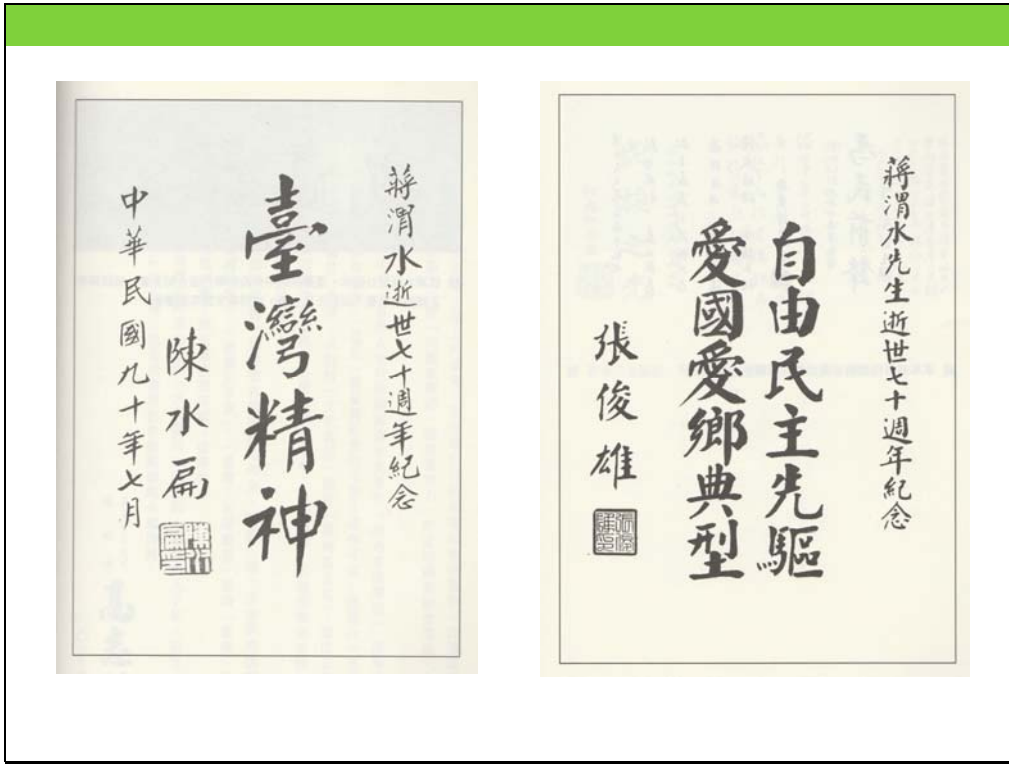 蔣渭水逝世七十週年紀念
臺灣精神
陳水扁
中華民國九十年七月
蔣渭水先生逝世七十週年紀念
自由民主先驅
愛國愛鄉典型
張俊雄